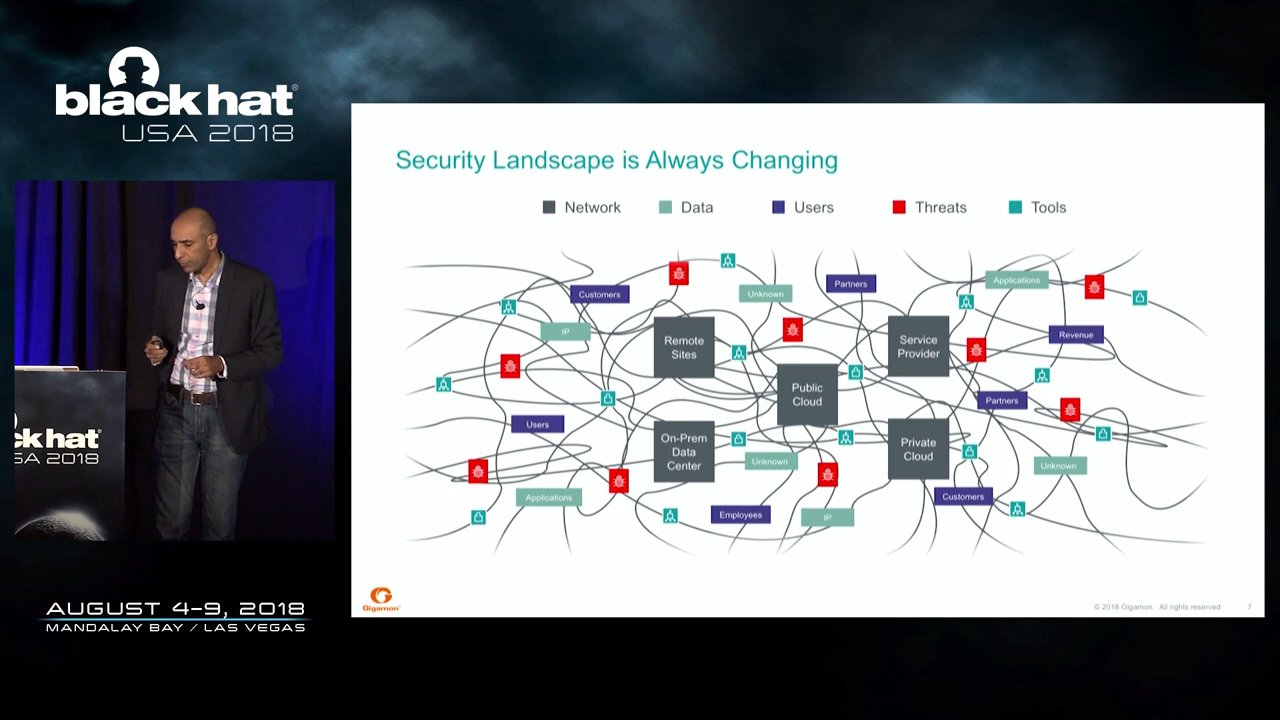 black hat®
USA 2018
ck hat®
SA 2018
AUGUST 4-9, 2018
MANDALAY BAY / LAS VEGAS
Security Landscape is Always Changing
Network
Data
Users
Threats
Tools
Customers
Unknown
Partners
Applications
IP
Remote
Sites
Service
Provider
Revenue
Public
Cloud
Partners
Users
On-Prem
Data
Center
Unknown
Private
Cloud
Unknown
Applications
Employees
IP
Customers
Gigamon®
© 2018 Gigamon. All rights reserved
7